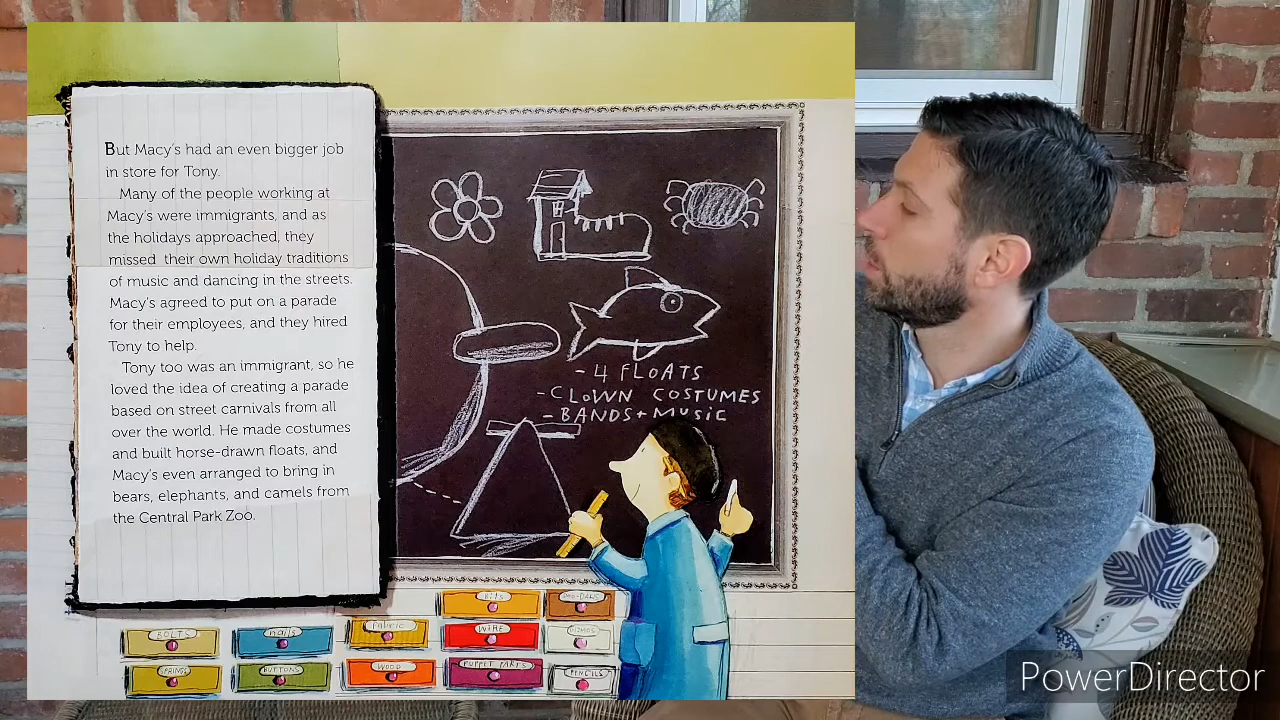 But Macy's had an even bigger job
in store for Tony.
Many of the people working at
Macy's were immigrants, and as
the holidays approached, they
missed their own holiday traditions
of music and dancing in the streets.
Macy's agreed to put on a parade
for their employees, and they hired
Tony to help.
Tony too was an immigrant, so he
loved the idea of creating a parade
based on street carnivals from all
over the world. He made costumes
and built horse-drawn floats, and
Macy's even arranged to bring in
bears, elephants, and camels from
the Central Park Zoo.
- 4 FLOATS
- CLOWN COSTUMES
- BANDS + MUSIC
BITS
DOO-DADS
BOLTS
nails
FABRIC
WIRE
GIZMOS
SPRINGS
BUTTONS
WOOD
PUPPET PARTS
PENCILS
PowerDirector